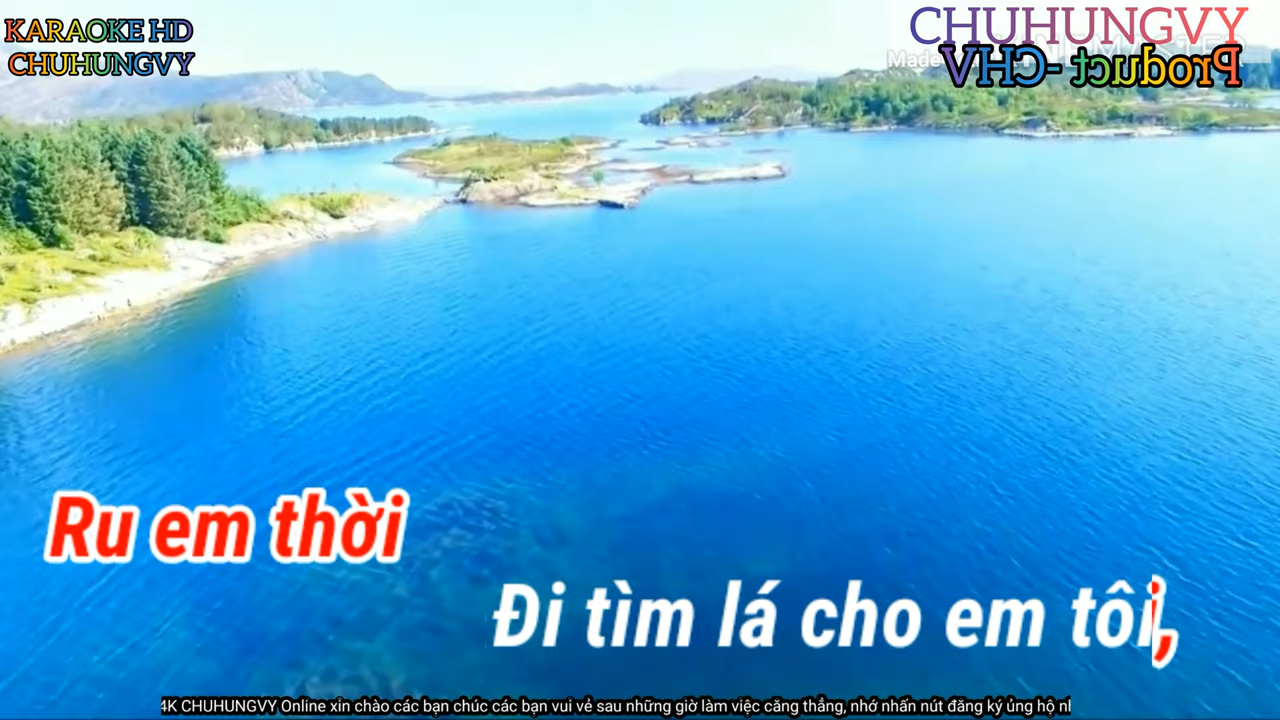 KARAOKE HD
CHUHUNGVY
CHUHUNGVY
Made
Product -CHV
Ru em thời
Đi tìm lá cho em tôi,
4K CHUHUNGVY Online xin chào các bạn chúc các bạn vui vẻ sau những giờ làm việc căng thẳng, nhớ nhấn nút đăng ký ủng hộ